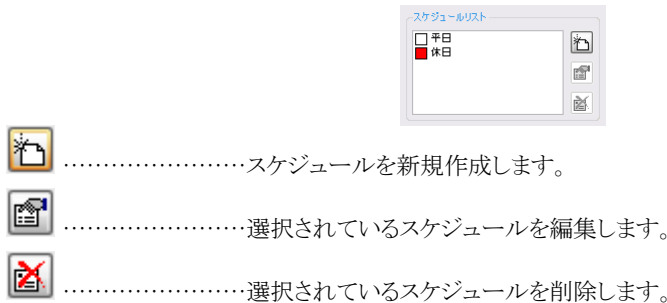 スケジュールリスト
平日
休日
……………………スケジュールを新規作成します。
……………………選択されているスケジュールを編集します。
……………………選択されているスケジュールを削除します。